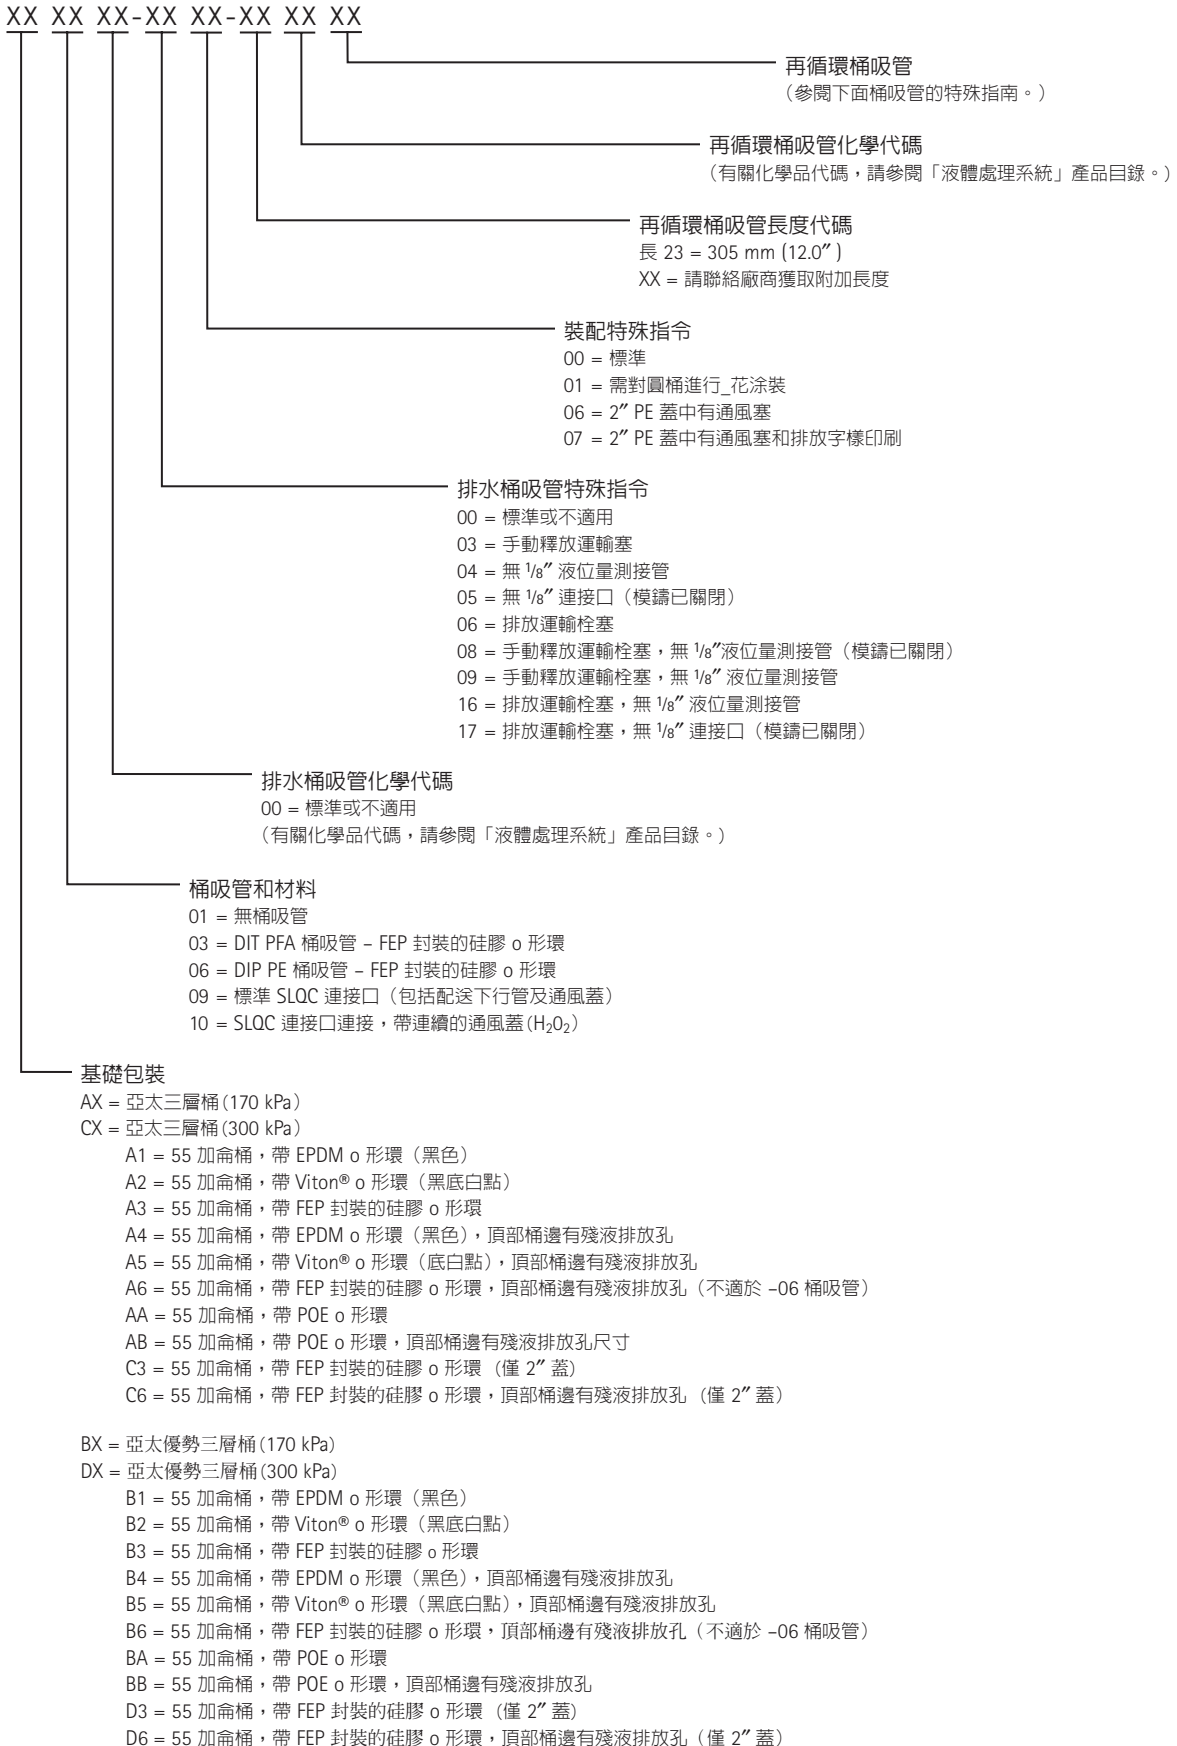 XX XX XX-XX XX-XX XX XX
再循環桶吸管
（參閱下面桶吸管的特殊指南。）
再循環桶吸管化學代碼
（有關化學品代碼，請參閱「液體處理系統」產品目錄。）
再循環桶吸管長度代碼
長 23 = 305 mm (12.0″ )
XX = 請聯絡廠商獲取附加長度
裝配特殊指令
00 = 標準
01 = 需對圓桶進行_花涂裝
06 = 2″ PE 蓋中有通風塞
07 = 2″ PE 蓋中有通風塞和排放字樣印刷
排水桶吸管特殊指令
00 = 標準或不適用
03 = 手動釋放運輸塞
04 = 無 1/8″ 液位量測接管
05 = 無 1/8″ 連接口（模鑄已關閉）
06 = 排放運輸栓塞
08 = 手動釋放運輸栓塞，無 1/8″液位量測接管（模鑄已關閉）
09 = 手動釋放運輸栓塞，無 1/8″ 液位量測接管
16 = 排放運輸栓塞，無 1/8″ 液位量測接管
17 = 排放運輸栓塞，無 1/8″ 連接口（模鑄已關閉）
排水桶吸管化學代碼
00 = 標準或不適用
（有關化學品代碼，請參閱「液體處理系統」產品目錄。）
桶吸管和材料
01 = 無桶吸管
03 = DIT PFA 桶吸管 – FEP 封裝的硅膠 o 形環
06 = DIP PE 桶吸管 – FEP 封裝的硅膠 o 形環
09 = 標準 SLQC 連接口（包括配送下行管及通風蓋）
10 = SLQC 連接口連接，帶連續的通風蓋(H₂O₂）
基礎包裝
AX = 亞太三層桶(170 kPa）
CX = 亞太三層桶(300 kPa）
A1 = 55 加侖桶，帶 EPDM o 形環（黑色）
A2 = 55 加侖桶，帶 Viton® o 形環（黑底白點）
A3 = 55 加侖桶，帶 FEP 封裝的硅膠 o 形環
A4 = 55 加侖桶，帶 EPDM o 形環（黑色），頂部桶邊有殘液排放孔
A5 = 55 加侖桶，帶 Viton® o 形環（底白點），頂部桶邊有殘液排放孔
A6 = 55 加侖桶，帶 FEP 封裝的硅膠 o 形環，頂部桶邊有殘液排放孔（不適於 –06 桶吸管）
AA = 55 加侖桶，帶 POE o 形環
AB = 55 加侖桶，帶 POE o 形環，頂部桶邊有殘液排放孔尺寸
C3 = 55 加侖桶，帶 FEP 封裝的硅膠 o 形環（僅 2″ 蓋）
C6 = 55 加侖桶，帶 FEP 封裝的硅膠 o 形環，頂部桶邊有殘液排放孔（僅 2″ 蓋）
BX = 亞太優勢三層桶(170 kPa）
DX = 亞太優勢三層桶(300 kPa）
B1 = 55 加侖桶，帶 EPDM o 形環（黑色）
B2 = 55 加侖桶，帶 Viton® o 形環（黑底白點）
B3 = 55 加侖桶，帶 FEP 封裝的硅膠 o 形環
B4 = 55 加侖桶，帶 EPDM o 形環（黑色），頂部桶邊有殘液排放孔
B5 = 55 加侖桶，帶 Viton® o 形環（黑底白點），頂部桶邊有殘液排放孔
B6 = 55 加侖桶，帶 FEP 封裝的硅膠 o 形環，頂部桶邊有殘液排放孔（不適於 –06 桶吸管）
BA = 55 加侖桶，帶 POE o 形環
BB = 55 加侖桶，帶 POE o 形環，頂部桶邊有殘液排放孔
D3 = 55 加侖桶，帶 FEP 封裝的硅膠 o 形環（僅 2″ 蓋）
D6 = 55 加侖桶，帶 FEP 封裝的硅膠 o 形環，頂部桶邊有殘液排放孔（僅 2″ 蓋）